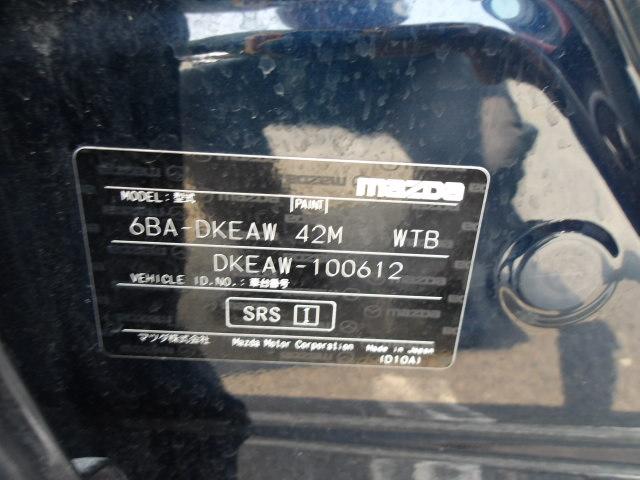 mazda
MODEL:型式 PAINT
6BA-DKEAW 42M WTB
DKEAW-100612
VEHICLE ID.NO.:車台番号
SRS I
マツダ株式会社 Mazda Motor Corporation Made in Japan
(D10A)